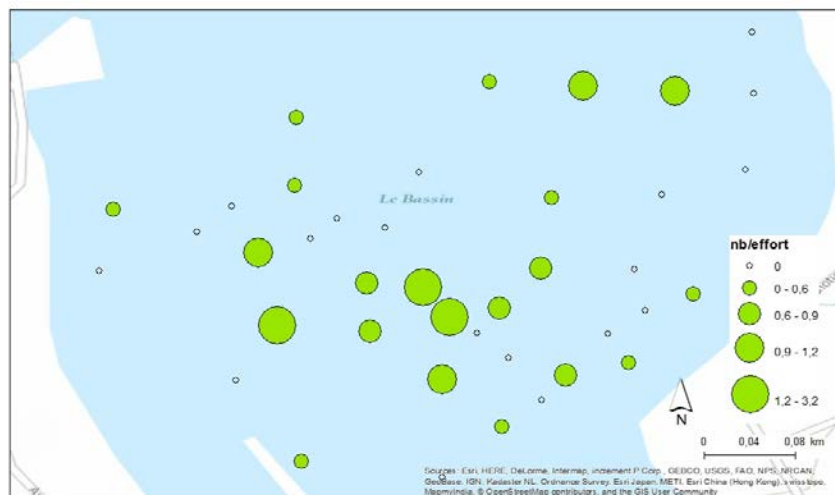 Le Bassin
nb/effort
0
0 - 0,6
0,6 - 0,9
0,9 - 1,2
1,2 - 3,2
N
0 0,04 0,08 km
Sources: Esri, HERE, DeLorme, Intermap, increment P Corp., GEBCO, USGS, FAO, NPS, NRCAN,
GeoBase, IGN, Kadaster NL, Ordnance Survey, Esri Japan, METI, Esri China (Hong Kong), swisstopo,
MapmyIndia, © OpenStreetMap contributors, and the GIS User Community